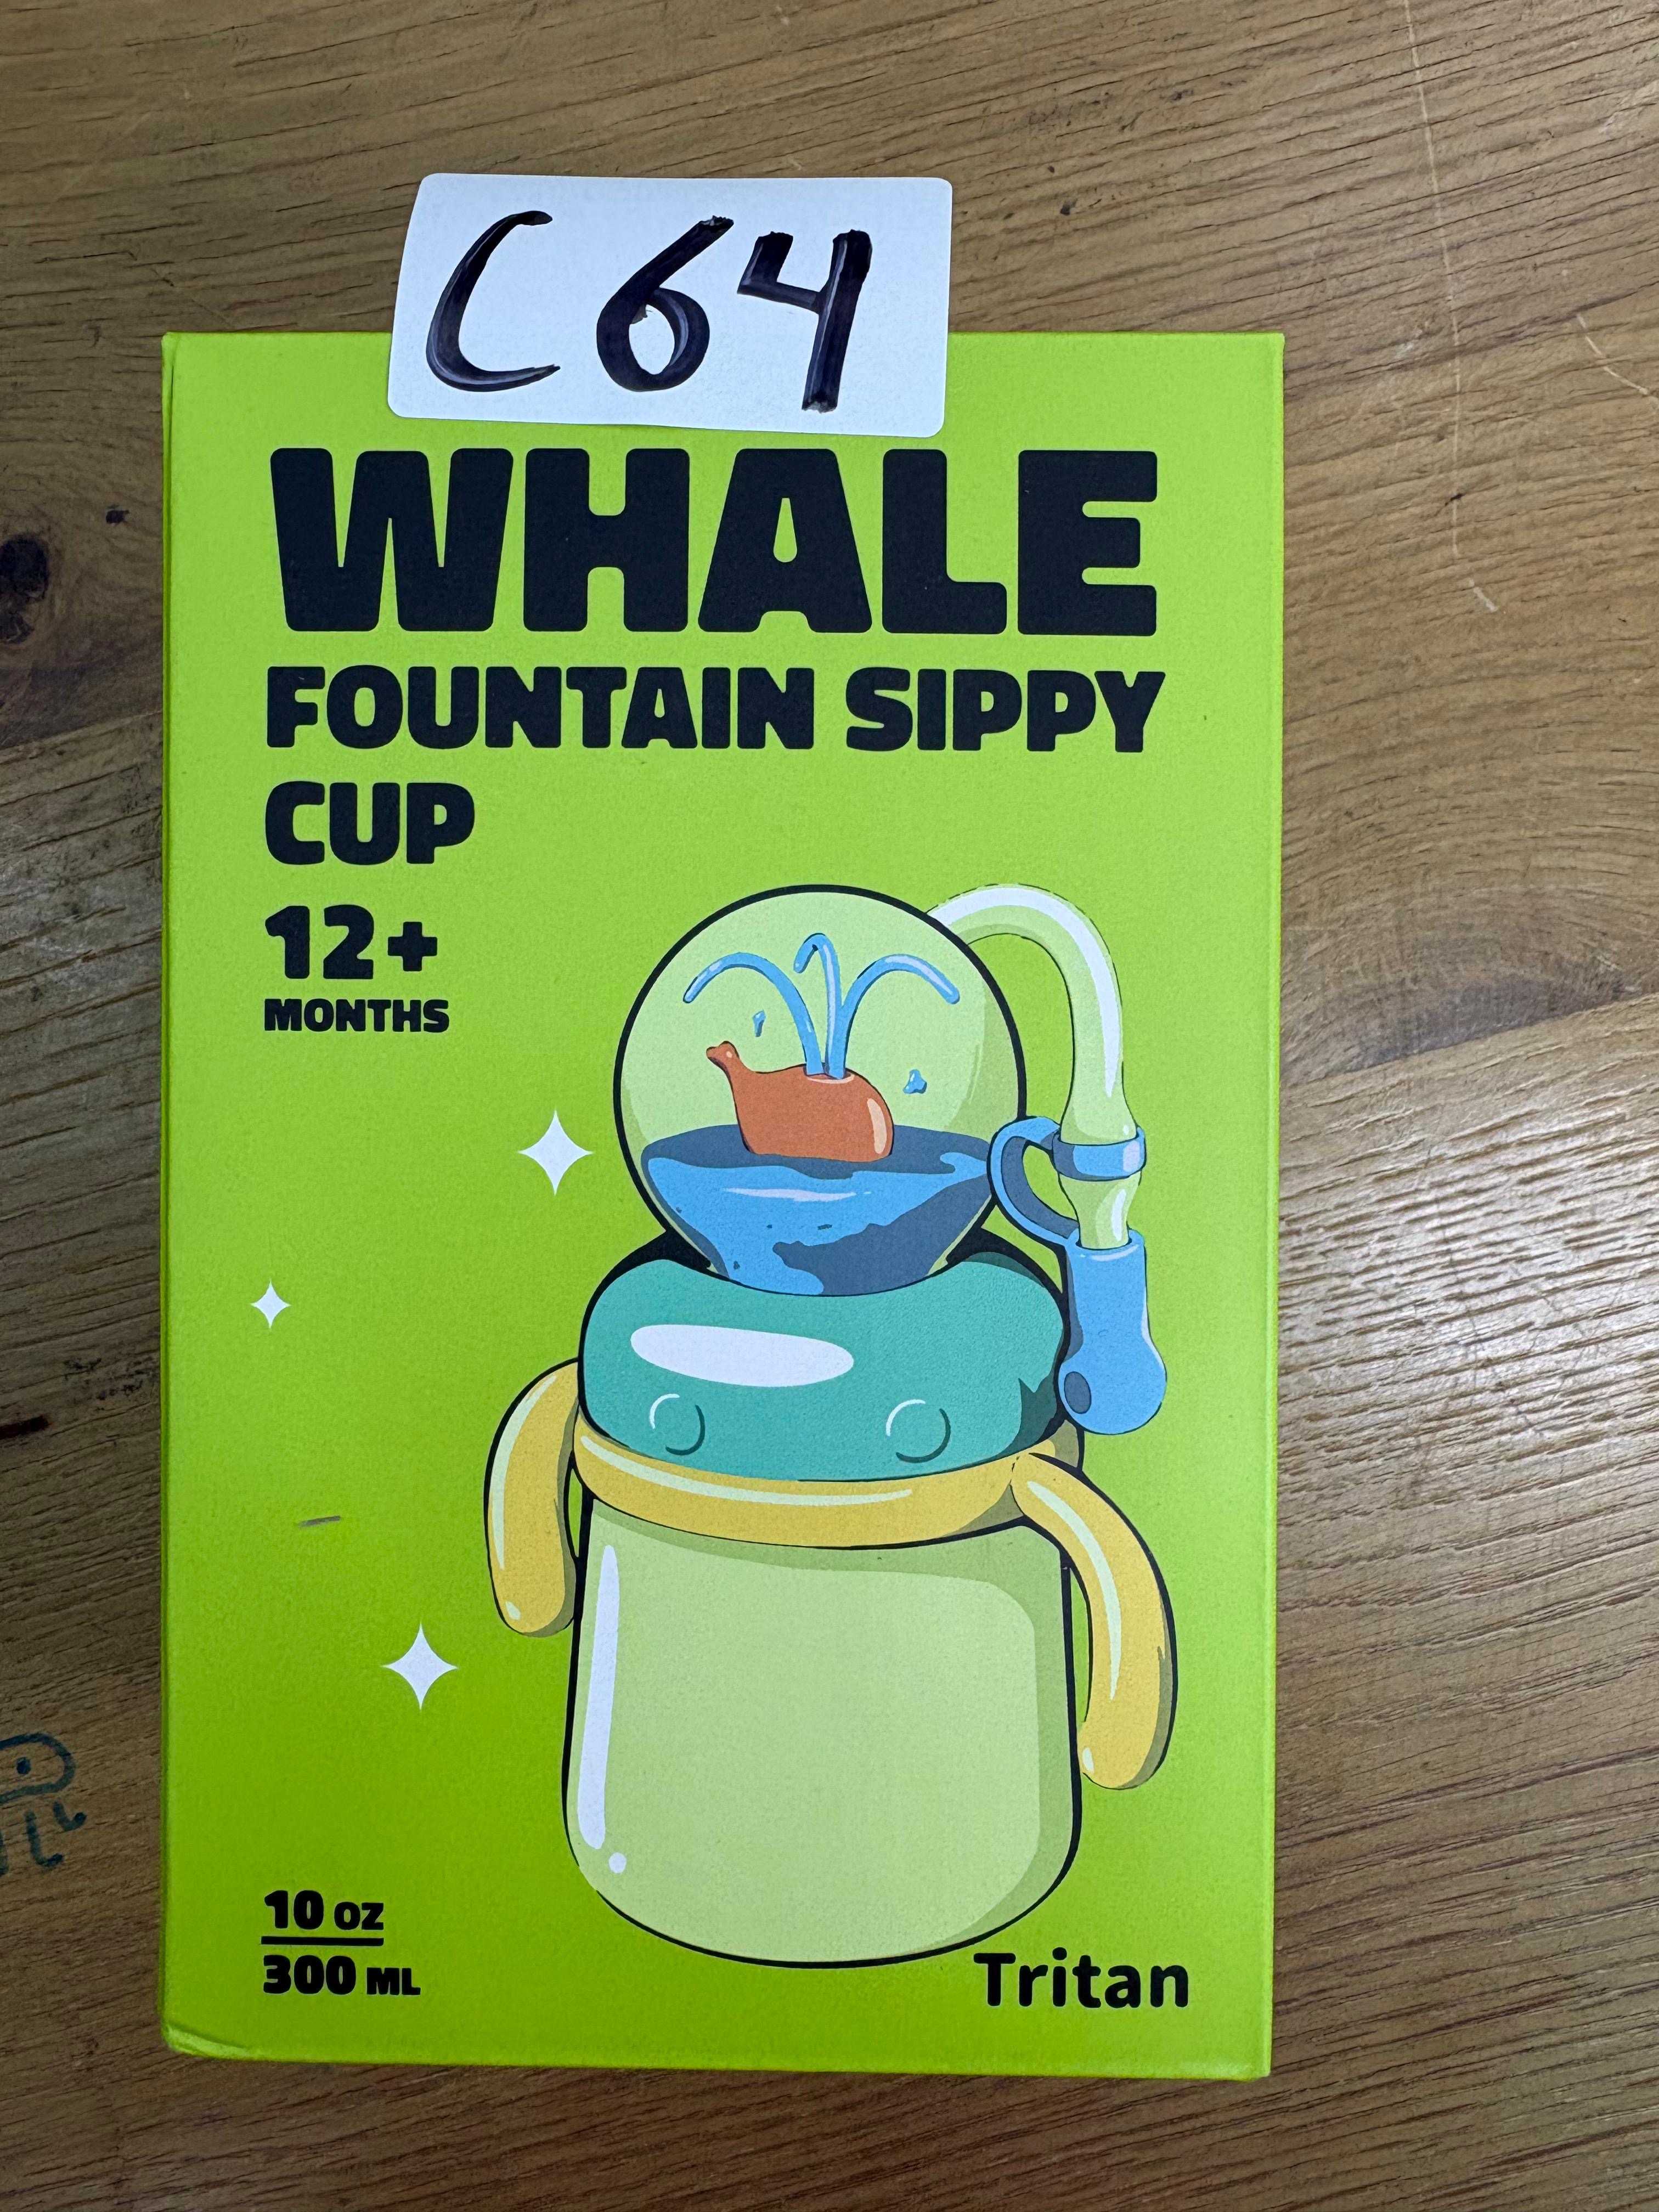 C64
WHALE
FOUNTAIN SIPPY
CUP
12+
MONTHS
10 OZ
300 ML
Tritan